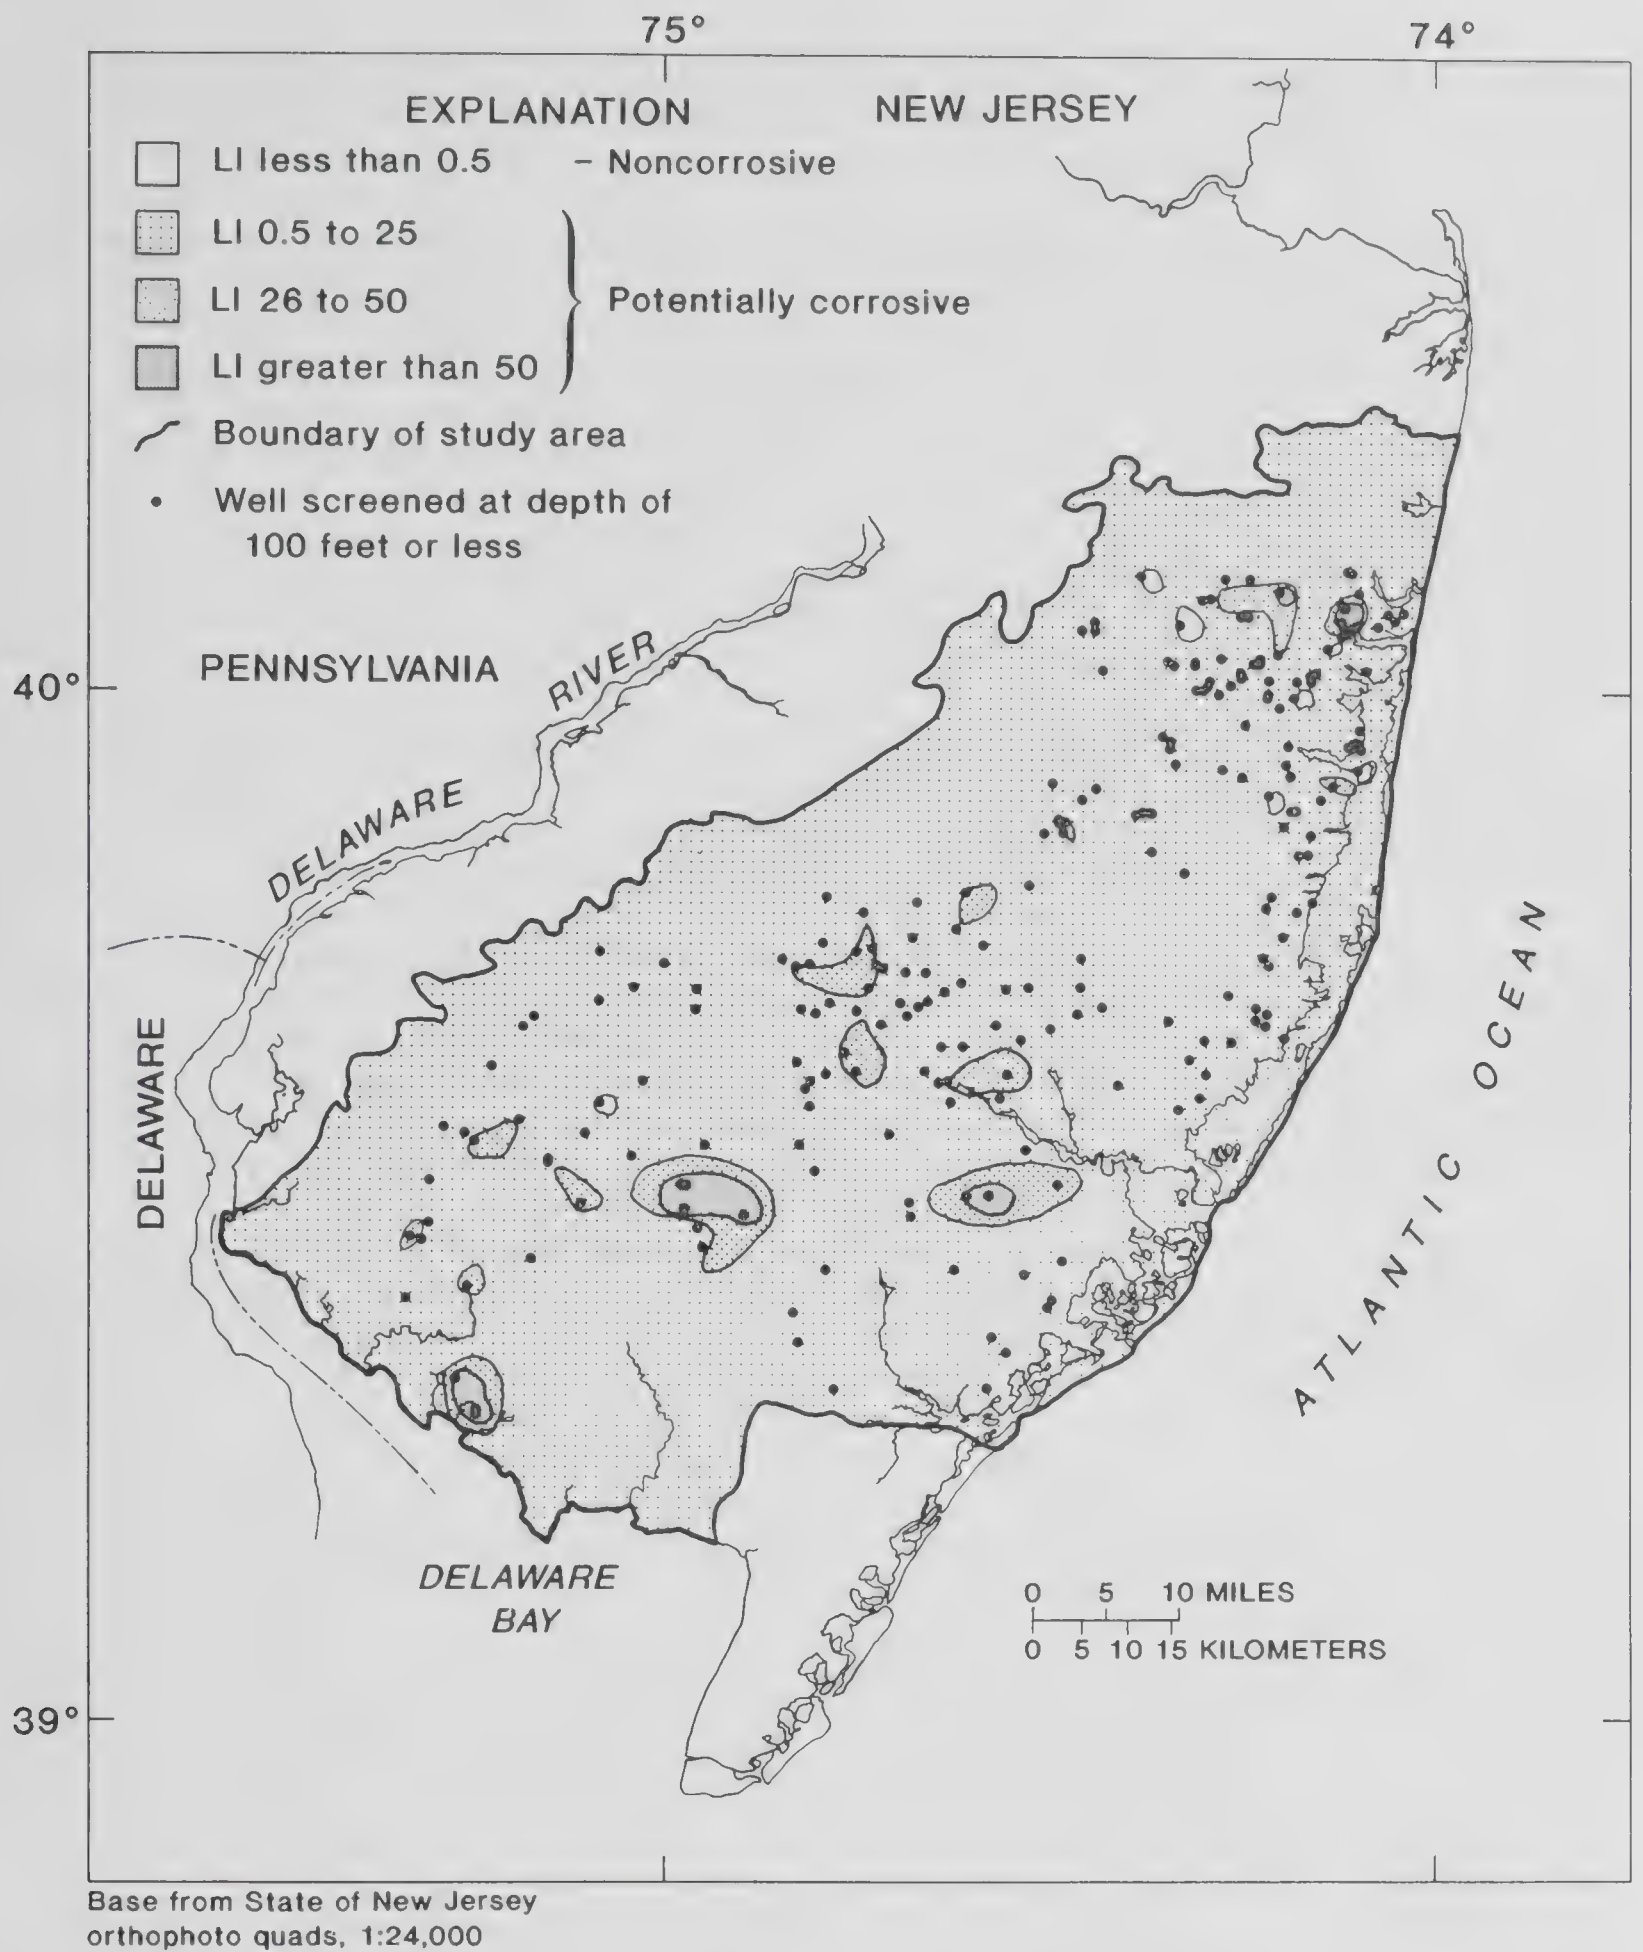 75° 74°
EXPLANATION NEW JERSEY
LI less than 0.5 – Noncorrosive
LI 0.5 to 25
LI 26 to 50 Potentially corrosive
LI greater than 50
Boundary of study area
Well screened at depth of
100 feet or less
PENNSYLVANIA
40°
DELAWARE RIVER
DELAWARE
ATLANTIC OCEAN
DELAWARE
BAY
0 5 10 MILES
0 5 10 15 KILOMETERS
39°
Base from State of New Jersey
orthophoto quads, 1:24,000